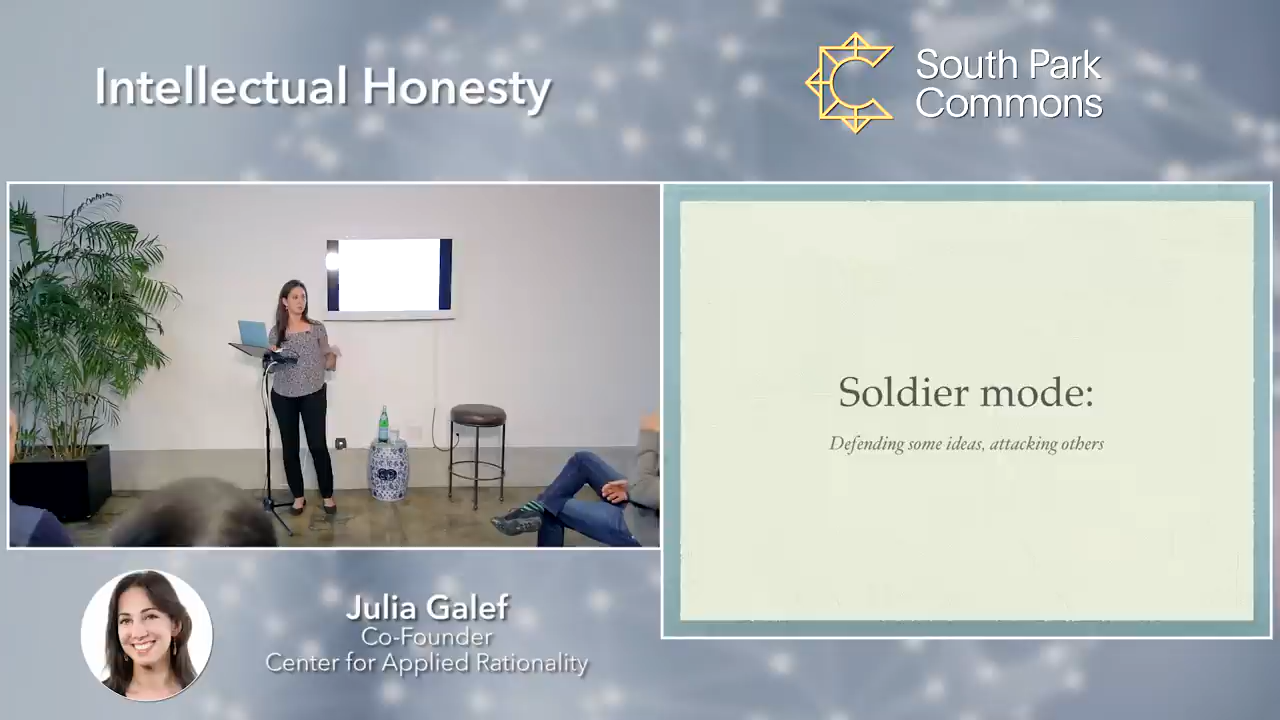 Intellectual Honesty
South Park
Commons
Soldier mode:
Defending some ideas, attacking others
Julia Galef
Co-Founder
Center for Applied Rationality